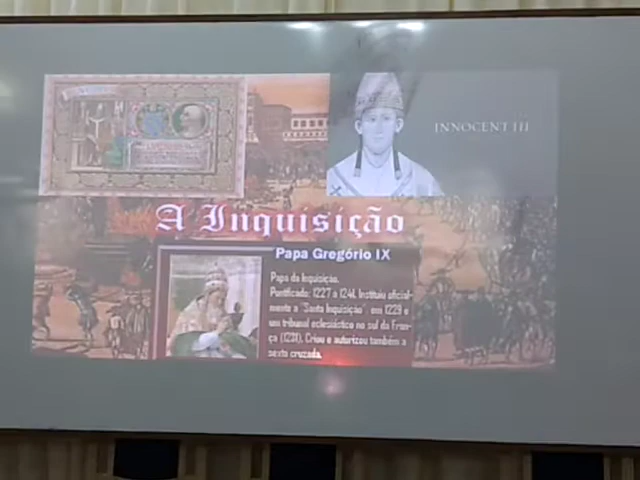 INNOCENT III
A Inquisição
Papa Gregório IX
Papa da Inquisição.
Pontificado: 1227 a 1241. Instituiu oficial-
mente a "Santa Inquisição" em 1229 e
um tribunal eclesiástico no sul da Fran-
ça (1231). Criou e autorizou também a
sexta cruzada.